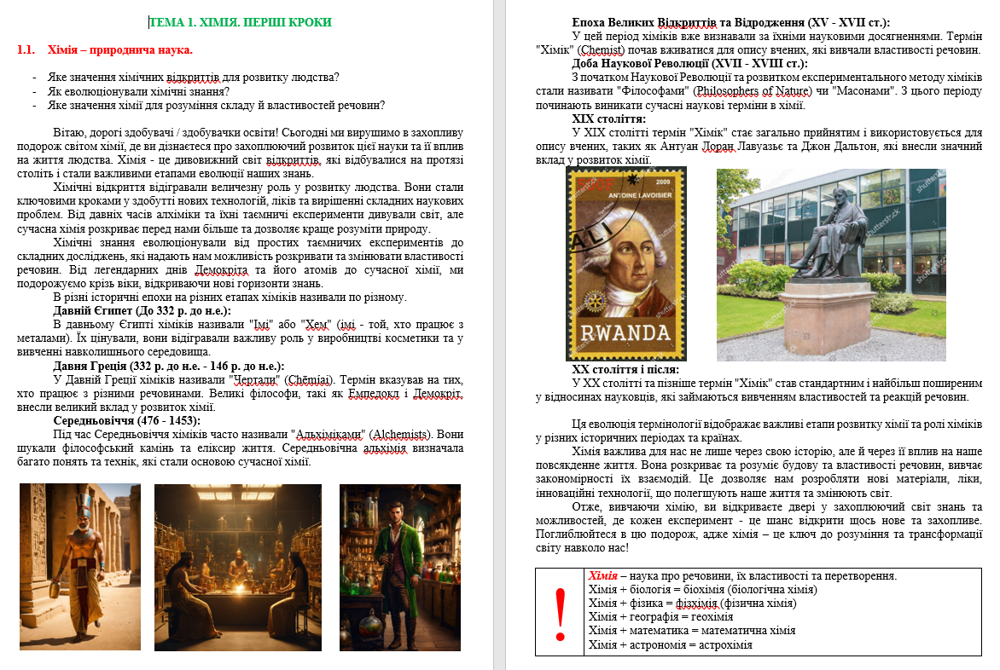 ТЕМА 1. ХІМІЯ. ПЕРШІ КРОКИ
1.1. Хімія – природнича наука.
- Яке значення хімічних відкриттів для розвитку людства?
- Як еволюціонували хімічні знання?
- Яке значення хімії для розуміння складу й властивостей речовин?
Вітаю, дорогі здобувачі / здобувачки освіти! Сьогодні ми вирушимо в захопливу
подорож світом хімії, де ви дізнаєтеся про захоплюючий розвиток цієї науки та її вплив
на життя людства. Хімія - це дивовижний світ відкриттів, які відбувалися на протязі
століть і стали важливими етапами еволюції наших знань.
Хімічні відкриття відігравали величезну роль у розвитку людства. Вони стали
ключовими кроками у здобутті нових технологій, ліків та вирішенні складних наукових
проблем. Від давніх часів алхіміки та їхні таємничі експерименти дивували світ, але
сучасна хімія розкриває перед нами більше та дозволяє краще розуміти природу.
Хімічні знання еволюціонували від простих таємничих експериментів до
складних досліджень, які надають нам можливість розкривати та змінювати властивості
речовин. Від легендарних днів Демокріта та його атомів до сучасної хімії, ми
подорожуємо крізь віки, відкриваючи нові горизонти знань.
В різні історичні епохи на різних етапах хіміків називали по різному.
Давній Єгипет (До 332 р. до н.е.):
В давньому Єгипті хіміків називали "Імі" або "Хем" (імі - той, хто працює з
металами). Їх цінували, вони відігравали важливу роль у виробництві косметики та у
вивченні навколишнього середовища.
Давня Греція (332 р. до н.е. - 146 р. до н.е.):
У Давній Греції хіміків називали "Чертали" (Chēmíai). Термін вказував на тих,
хто працює з різними речовинами. Великі філософи, такі як Емпедокл і Демокріт,
внесли великий вклад у розвиток хімії.
Середньовіччя (476 - 1453):
Під час Середньовіччя хіміків часто називали "Альхіміками" (Alchemists). Вони
шукали філософський камінь та еліксир життя. Середньовічна альхімія визначала
багато понять та технік, які стали основою сучасної хімії.
Епоха Великих Відкриттів та Відродження (XV - XVII ст.):
У цей період хіміків вже визнавали за їхніми науковими досягненнями. Термін
"Хімік" (Chemist) почав вживатися для опису вчених, які вивчали властивості речовин.
Доба Наукової Революції (XVII - XVIII ст.):
З початком Наукової Революції та розвитком експериментального методу хіміків
стали називати "Філософами" (Philosophers of Nature) чи "Масонами". З цього періоду
починають виникати сучасні наукові терміни в хімії.
XIX століття:
У XIX столітті термін "Хімік" стає загально прийнятим і використовується для
опису вчених, таких як Антуан Лоран Лавуазьє та Джон Дальтон, які внесли значний
вклад у розвиток хімії.
2009
ANTOINE LAVOISIER
ALI
RWANDA
shutterstock
XX століття і після:
У XX столітті та пізніше термін "Хімік" став стандартним і найбільш поширеним
у відносинах науковців, які займаються вивченням властивостей та реакцій речовин.
Ця еволюція термінології відображає важливі етапи розвитку хімії та ролі хіміків
у різних історичних періодах та країнах.
Хімія важлива для нас не лише через свою історію, але й через її вплив на наше
повсякденне життя. Вона розкриває та розуміє будову та властивості речовин, вивчає
закономірності їх взаємодій. Це дозволяє нам розробляти нові матеріали, ліки,
інноваційні технології, що полегшують наше життя та змінюють світ.
Отже, вивчаючи хімію, ви відкриваєте двері у захоплюючий світ знань та
можливостей, де кожен експеримент - це шанс відкрити щось нове та захопливе.
Поглиблюйтеся в цю подорож, адже хімія – це ключ до розуміння та трансформації
світу навколо нас!
!
Хімія – наука про речовини, їх властивості та перетворення.
Хімія + біологія = біохімія (біологічна хімія)
Хімія + фізика = фізхімія (фізична хімія)
Хімія + географія = геохімія
Хімія + математика = математична хімія
Хімія + астрономія = астрохімія